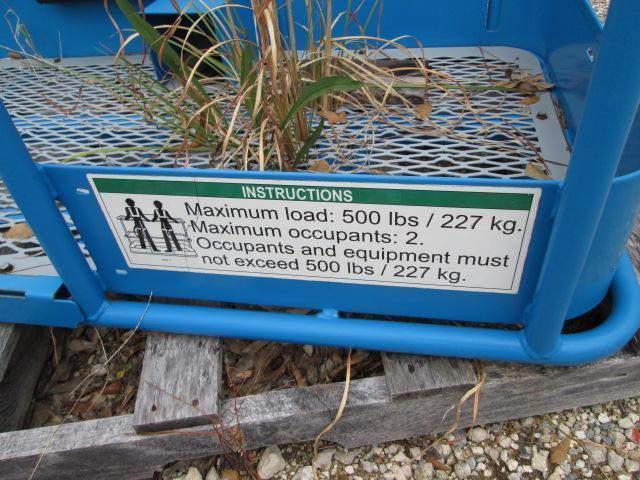 INSTRUCTIONS
Maximum load: 500 lbs / 227 kg.
Maximum occupants: 2.
Occupants and equipment must
not exceed 500 lbs / 227 kg.